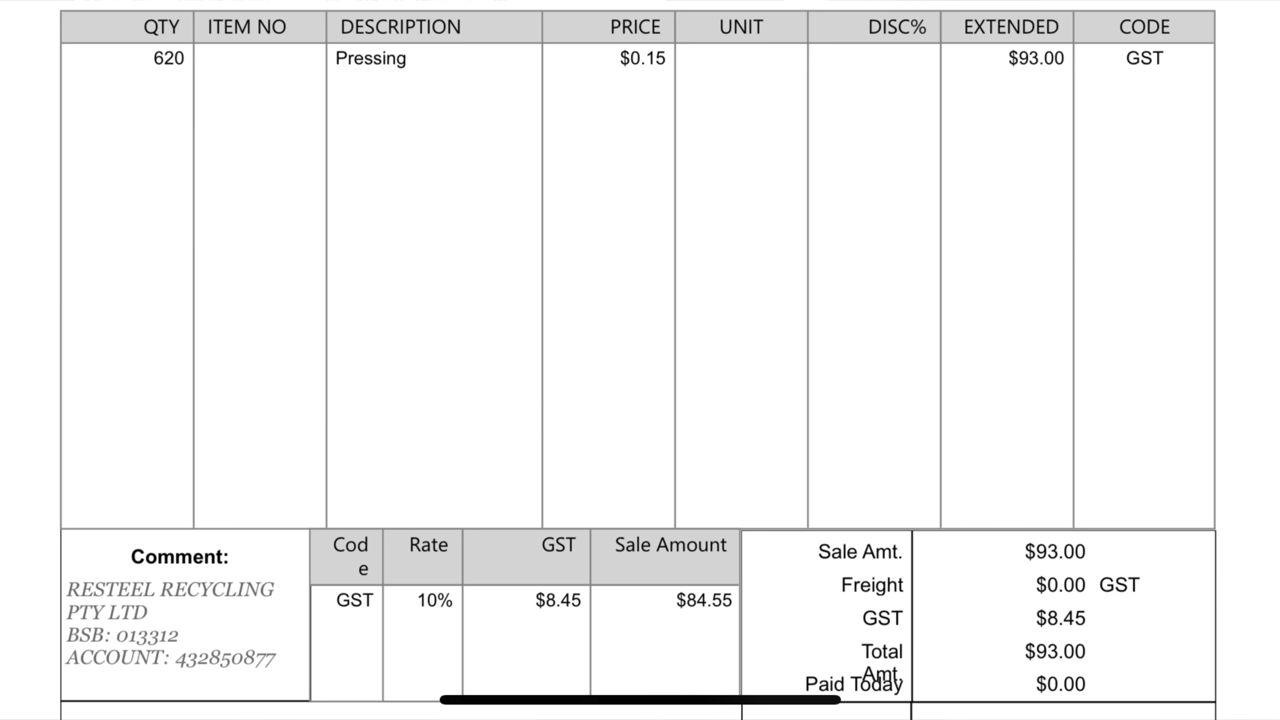 QTY ITEM NO DESCRIPTION PRICE UNIT DISC% EXTENDED CODE
620 Pressing $0.15 $93.00 GST
Comment:
RESTEEL RECYCLING
PTY LTD
BSB: 013312
ACCOUNT: 432850877
Cod
e Rate GST Sale Amount
GST 10% $8.45 $84.55
Sale Amt. $93.00
Freight $0.00 GST
GST $8.45
Total
Amt. $93.00
Paid Today $0.00